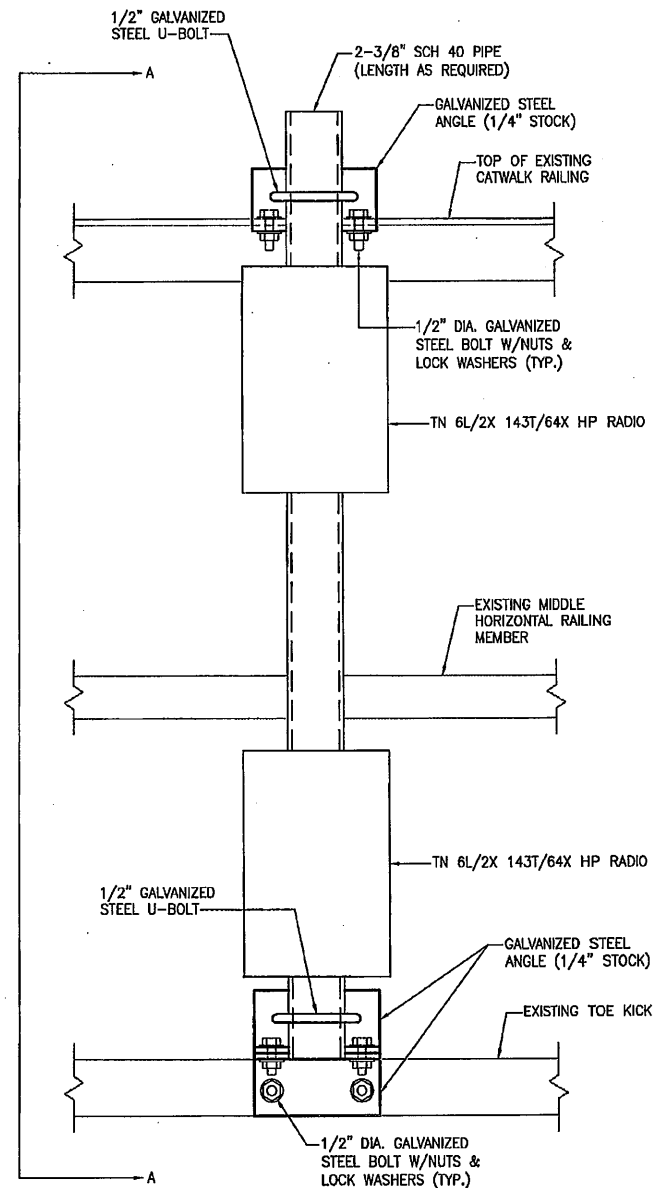 1/2" GALVANIZED
STEEL U-BOLT
2-3/8" SCH 40 PIPE
(LENGTH AS REQUIRED)
A
GALVANIZED STEEL
ANGLE (1/4" STOCK)
TOP OF EXISTING
CATWALK RAILING
1/2" DIA. GALVANIZED
STEEL BOLT W/NUTS &
LOCK WASHERS (TYP.)
TN 6L/2X 143T/64X HP RADIO
EXISTING MIDDLE
HORIZONTAL RAILING
MEMBER
TN 6L/2X 143T/64X HP RADIO
1/2" GALVANIZED
STEEL U-BOLT
GALVANIZED STEEL
ANGLE (1/4" STOCK)
EXISTING TOE KICK
1/2" DIA. GALVANIZED
STEEL BOLT W/NUTS &
LOCK WASHERS (TYP.)
A